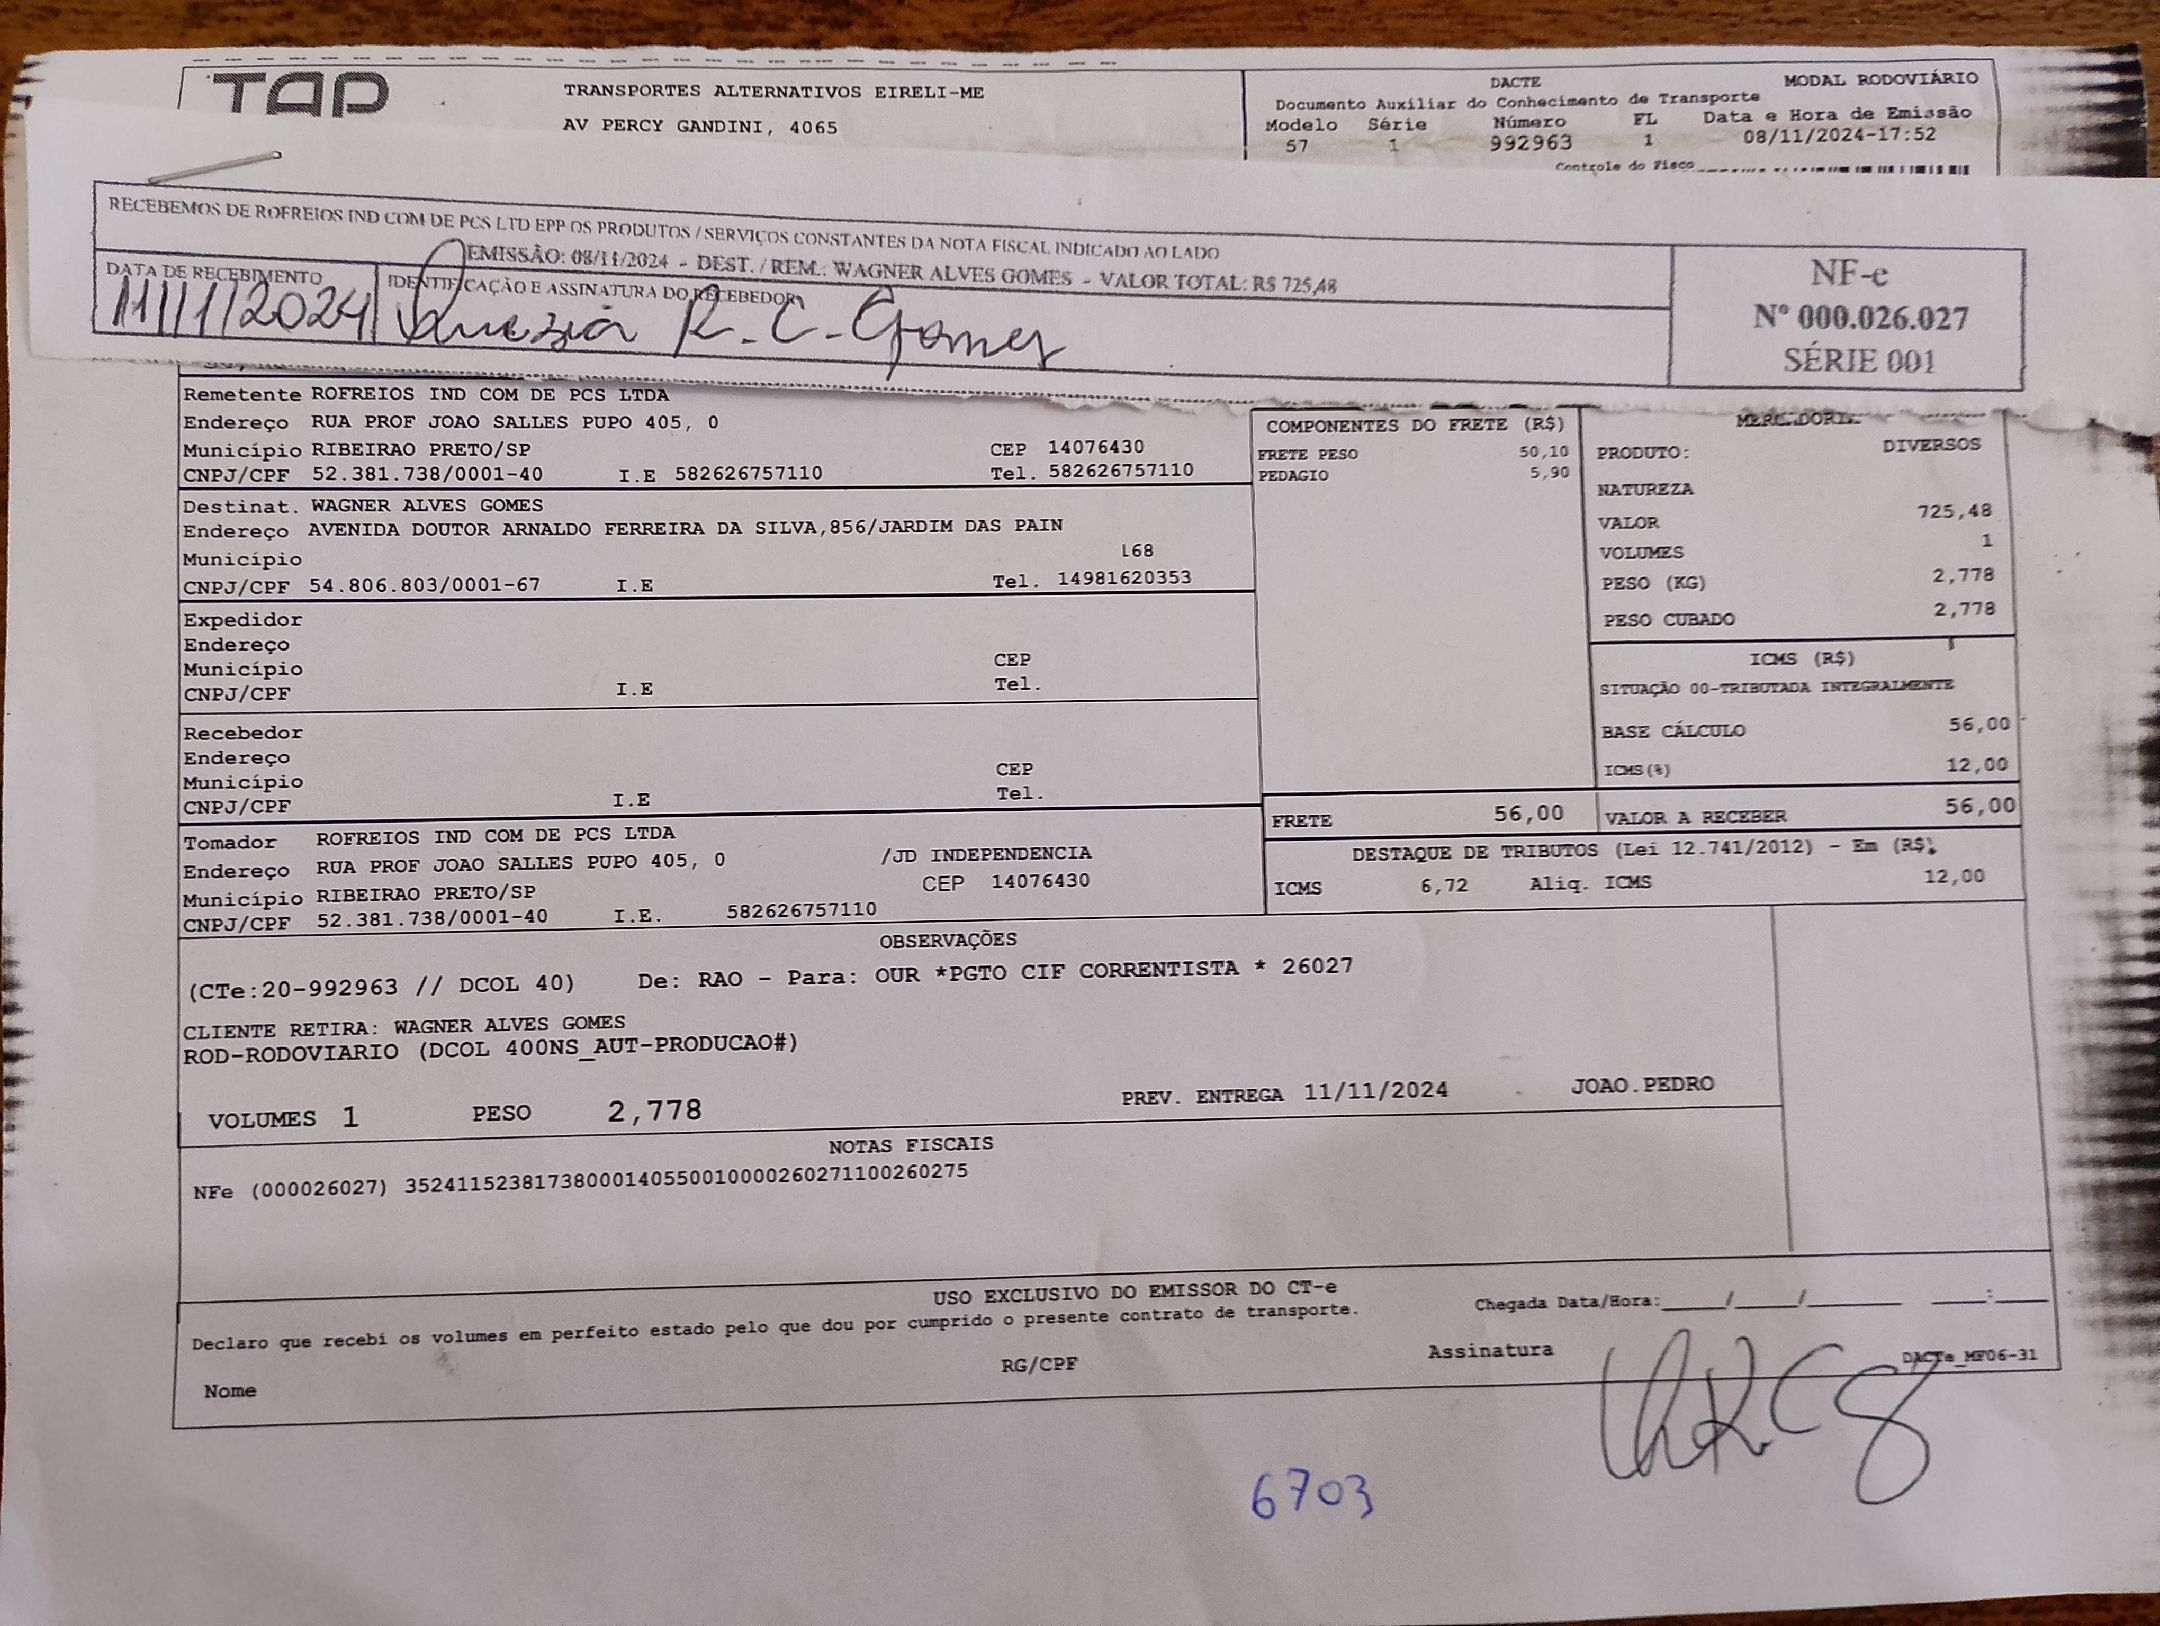 TAP
TRANSPORTES ALTERNATIVOS EIRELI-ME
AV PERCY GANDINI, 4065
DACTE MODAL RODOVIÁRIO
Documento Auxiliar do Conhecimento de Transporte
Modelo Série Número FL Data e Hora de Emissão
57 1 992963 1 08/11/2024-17:52
Controle do Fisco
RECEBEMOS DE ROFREIOS IND COM DE PCS LTD EPP OS PRODUTOS / SERVIÇOS CONSTANTES DA NOTA FISCAL INDICADO AO LADO
EMISSÃO: 08/11/2024 - DEST. / REM.: WAGNER ALVES GOMES - VALOR TOTAL: R$ 725,48
DATA DE RECEBIMENTO
11/11/2024
IDENTIFICAÇÃO E ASSINATURA DO RECEBEDOR
R. C. Gomes
NF-e
Nº 000.026.027
SÉRIE 001
Remetente ROFREIOS IND COM DE PCS LTDA
Endereço RUA PROF JOAO SALLES PUPO 405, 0
Município RIBEIRAO PRETO/SP CEP 14076430
CNPJ/CPF 52.381.738/0001-40 I.E 582626757110 Tel. 582626757110
Destinat. WAGNER ALVES GOMES
Endereço AVENIDA DOUTOR ARNALDO FERREIRA DA SILVA,856/JARDIM DAS PAIN
Município L68
CNPJ/CPF 54.806.803/0001-67 I.E Tel. 14981620353
Expedidor
Endereço
Município CEP
CNPJ/CPF I.E Tel.
Recebedor
Endereço
Município CEP
CNPJ/CPF I.E Tel.
Tomador ROFREIOS IND COM DE PCS LTDA
Endereço RUA PROF JOAO SALLES PUPO 405, 0 /JD INDEPENDENCIA
Município RIBEIRAO PRETO/SP CEP 14076430
CNPJ/CPF 52.381.738/0001-40 I.E. 582626757110
COMPONENTES DO FRETE (R$)
FRETE PESO 50,10
PEDAGIO 5,90
MERCADORIA
PRODUTO: DIVERSOS
NATUREZA
VALOR 725,48
VOLUMES 1
PESO (KG) 2,778
PESO CUBADO 2,778
ICMS (R$)
SITUAÇÃO 00-TRIBUTADA INTEGRALMENTE
BASE CÁLCULO 56,00
ICMS(%) 12,00
FRETE 56,00 VALOR A RECEBER 56,00
DESTAQUE DE TRIBUTOS (Lei 12.741/2012) - Em (R$)
ICMS 6,72 Aliq. ICMS 12,00
OBSERVAÇÕES
(CTe:20-992963 // DCOL 40) De: RAO - Para: OUR *PGTO CIF CORRENTISTA * 26027
CLIENTE RETIRA: WAGNER ALVES GOMES
ROD-RODOVIARIO (DCOL 400NS_AUT-PRODUCAO#)
VOLUMES 1 PESO 2,778 PREV. ENTREGA 11/11/2024 JOAO.PEDRO
NOTAS FISCAIS
NFe (000026027) 35241152381738000140550010000260271100260275
USO EXCLUSIVO DO EMISSOR DO CT-e
Declaro que recebi os volumes em perfeito estado pelo que dou por cumprido o presente contrato de transporte.
Chegada Data/Hora:_____/______/________ _____:_____
Nome RG/CPF Assinatura DACTe_MF06-31
6703